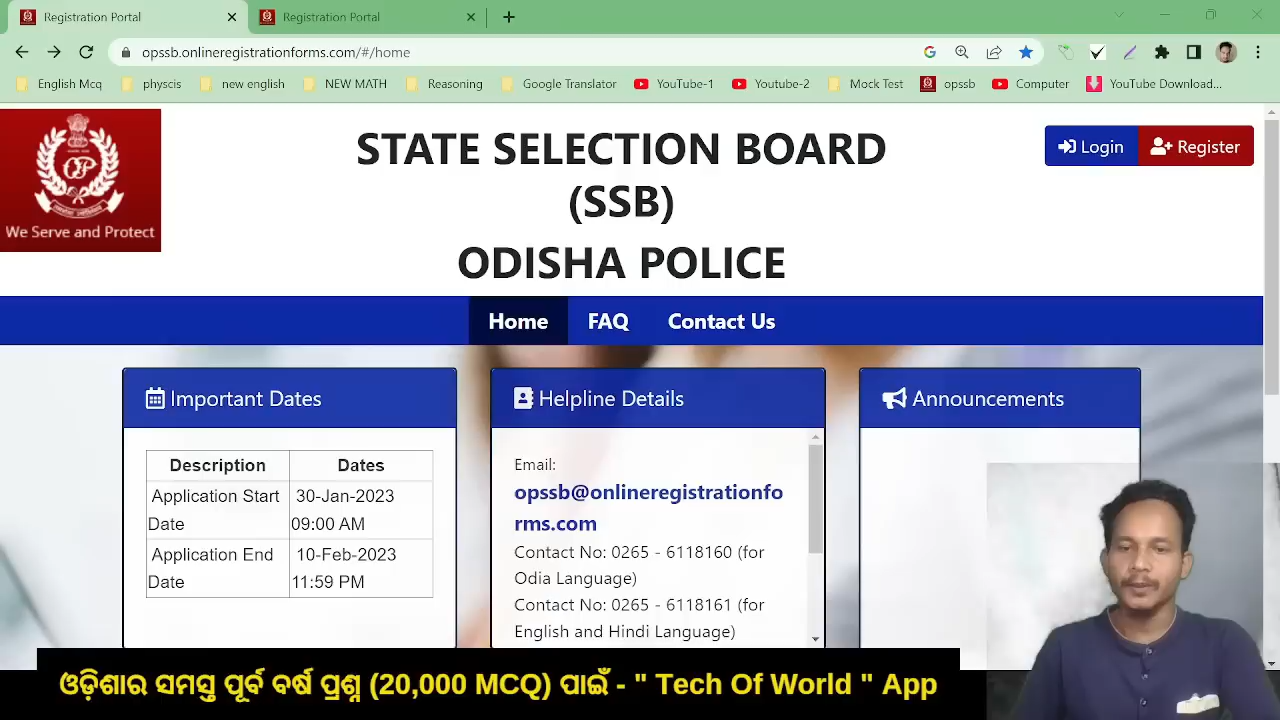 Registration Portal
Registration Portal
opssb.onlineregistrationforms.com/#/home
English Mcq
physcis
new english
NEW MATH
Reasoning
Google Translator
YouTube-1
Youtube-2
Mock Test
opssb
Computer
YouTube Download...
We Serve and Protect
STATE SELECTION BOARD
(SSB)
ODISHA POLICE
Login
Register
Home
FAQ
Contact Us
Important Dates
Description Dates
Application Start 30-Jan-2023
Date 09:00 AM
Application End 10-Feb-2023
Date 11:59 PM
Helpline Details
Email:
opssb@onlineregistrationfo
rms.com
Contact No: 0265 - 6118160 (for
Odia Language)
Contact No: 0265 - 6118161 (for
English and Hindi Language)
Announcements
ଓଡ଼ିଶାର ସମସ୍ତ ପୂର୍ବ ବର୍ଷ ପ୍ରଶ୍ନ (20,000 MCQ) ପାଇଁ - " Tech Of World " App